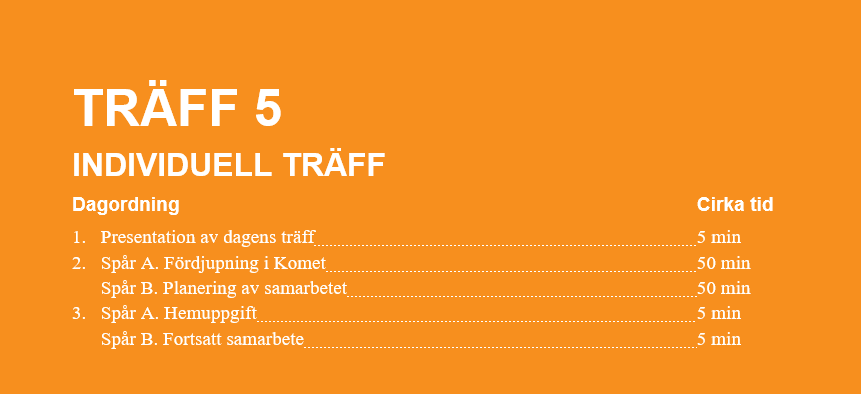 TRÄFF 5
INDIVIDUELL TRÄFF
Dagordning Cirka tid
1. Presentation av dagens träff 5 min
2. Spår A. Fördjupning i Komet 50 min
Spår B. Planering av samarbetet 50 min
3. Spår A. Hemuppgift 5 min
Spår B. Fortsatt samarbete 5 min